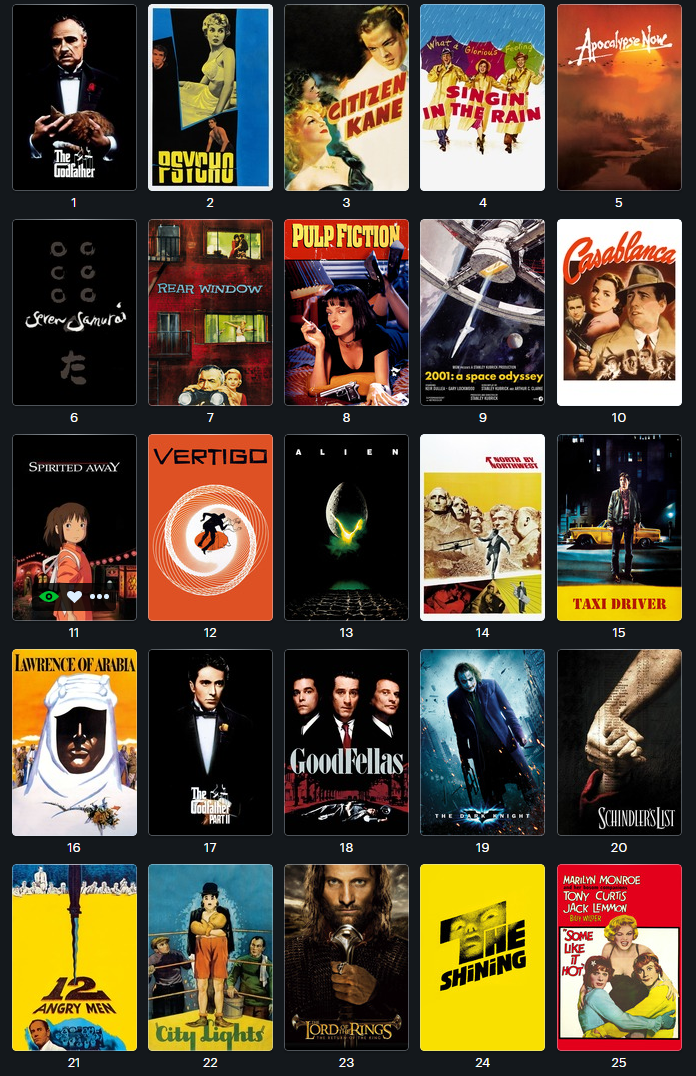 The
Godfather
PSYCHO
CITIZEN
KANE
What a Glorious Feeling
SINGIN'
IN THE RAIN
Apocalypse Now
1
2
3
4
5
Seven Samurai
た
REAR WINDOW
PULP FICTION
2001: a space odyssey
Casablanca
6
7
8
9
10
SPIRITED AWAY
VERTIGO
ALIEN
NORTH BY
NORTHWEST
TAXI DRIVER
11
12
13
14
15
LAWRENCE OF ARABIA
The
Godfather
PART II
GoodFellas
THE DARK KNIGHT
SCHINDLER'S LIST
16
17
18
19
20
12
ANGRY MEN
City Lights
THE
LORD OF THE RINGS
THE RETURN OF THE KING
THE
SHiNiNG
MARILYN MONROE
TONY CURTIS
JACK LEMMON
BILLY WILDER
"SOME
LIKE
IT
HOT"
21
22
23
24
25